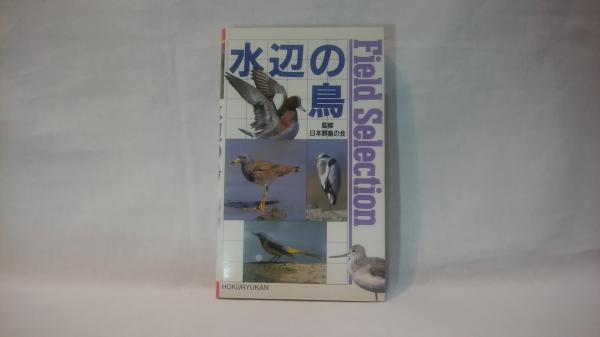 水辺の
鳥
監修
日本野鳥の会
Field Selection
HOKURYUKAN